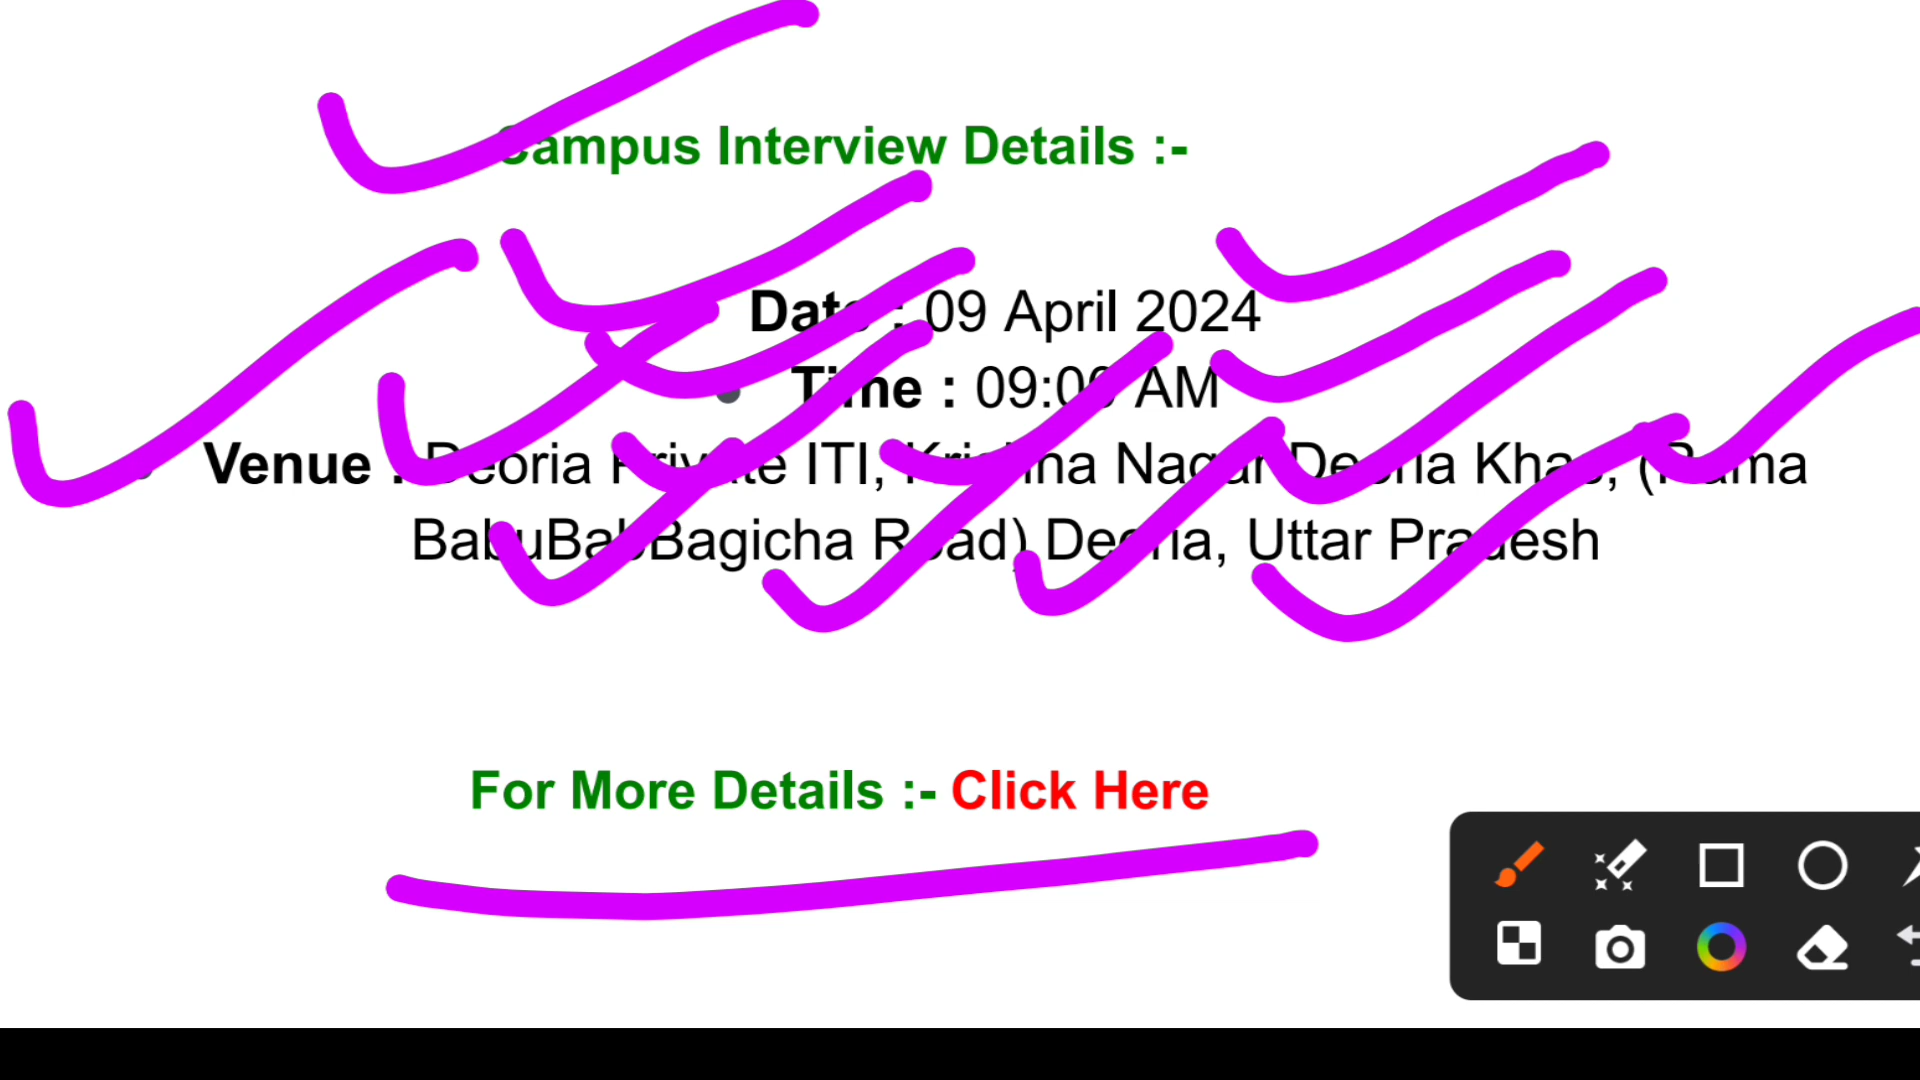 Campus Interview Details :-
Date : 09 April 2024
Time : 09:00 AM
Venue : Deoria Private ITI, Krishna Nagar Deoria Khas, (Rama
BabuBabBagicha Road) Deoria, Uttar Pradesh
For More Details :- Click Here